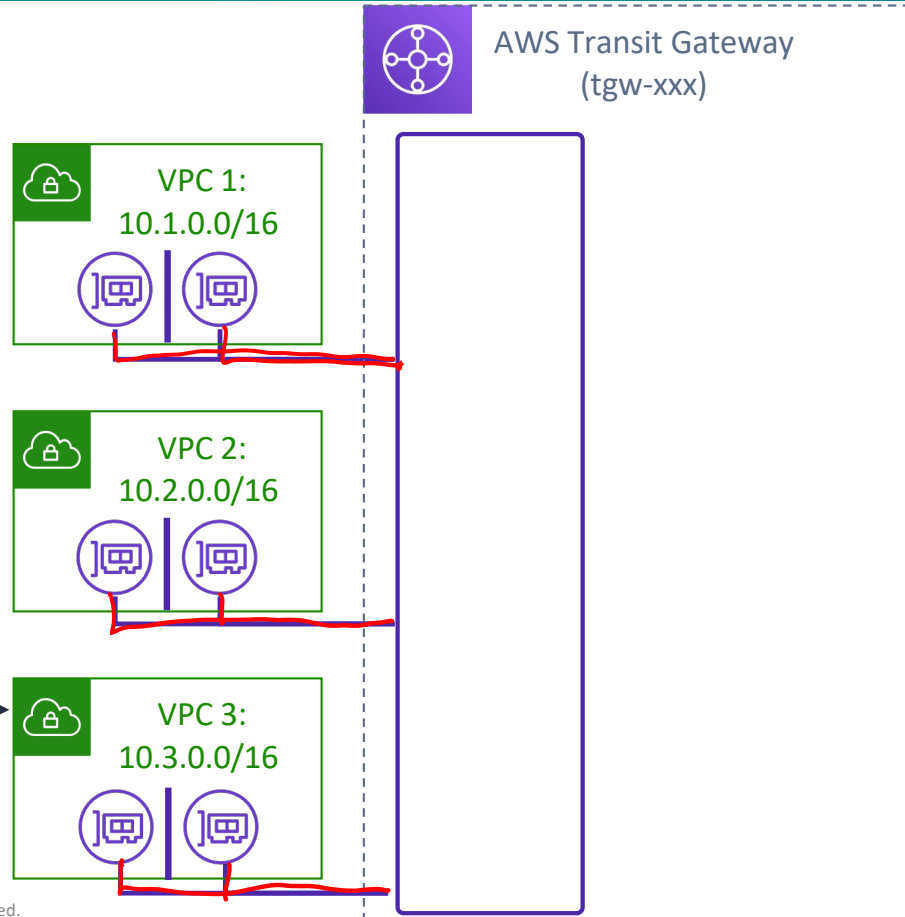 AWS Transit Gateway
(tgw-xxx)
VPC 1:
10.1.0.0/16
VPC 2:
10.2.0.0/16
VPC 3:
10.3.0.0/16
ed.